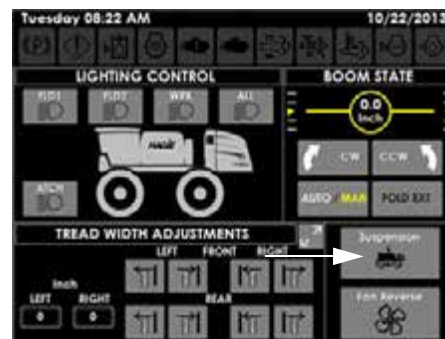 Tuesday 08:22 AM 10/22/2013
(P)
LIGHTING CONTROL
BOOM STATE
FLD1 FLD2 WRK ALL
0.0
Inch
HAGIE
CW CCW
ATCH
AUTO / MAN FOLD EXT
TREAD WIDTH ADJUSTMENTS
LEFT FRONT RIGHT
Suspension
Inch
LEFT RIGHT
REAR
0 0
Fan Reverse